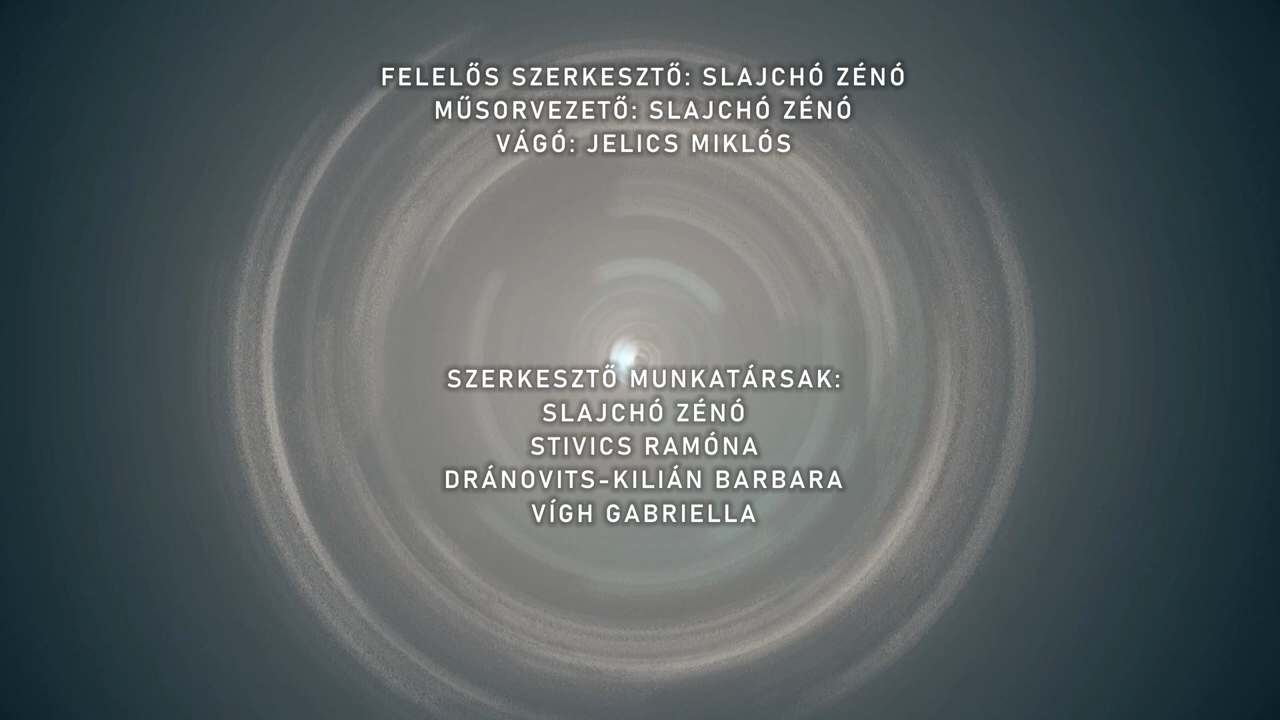 FELELŐS SZERKESZTŐ: SLAJCHÓ ZÉNÓ
MŰSORVEZETŐ: SLAJCHÓ ZÉNÓ
VÁGÓ: JELICS MIKLÓS
SZERKESZTŐ MUNKATÁRSAK:
SLAJCHÓ ZÉNÓ
STIVICS RAMÓNA
DRÁNOVITS-KILIÁN BARBARA
VÍGH GABRIELLA